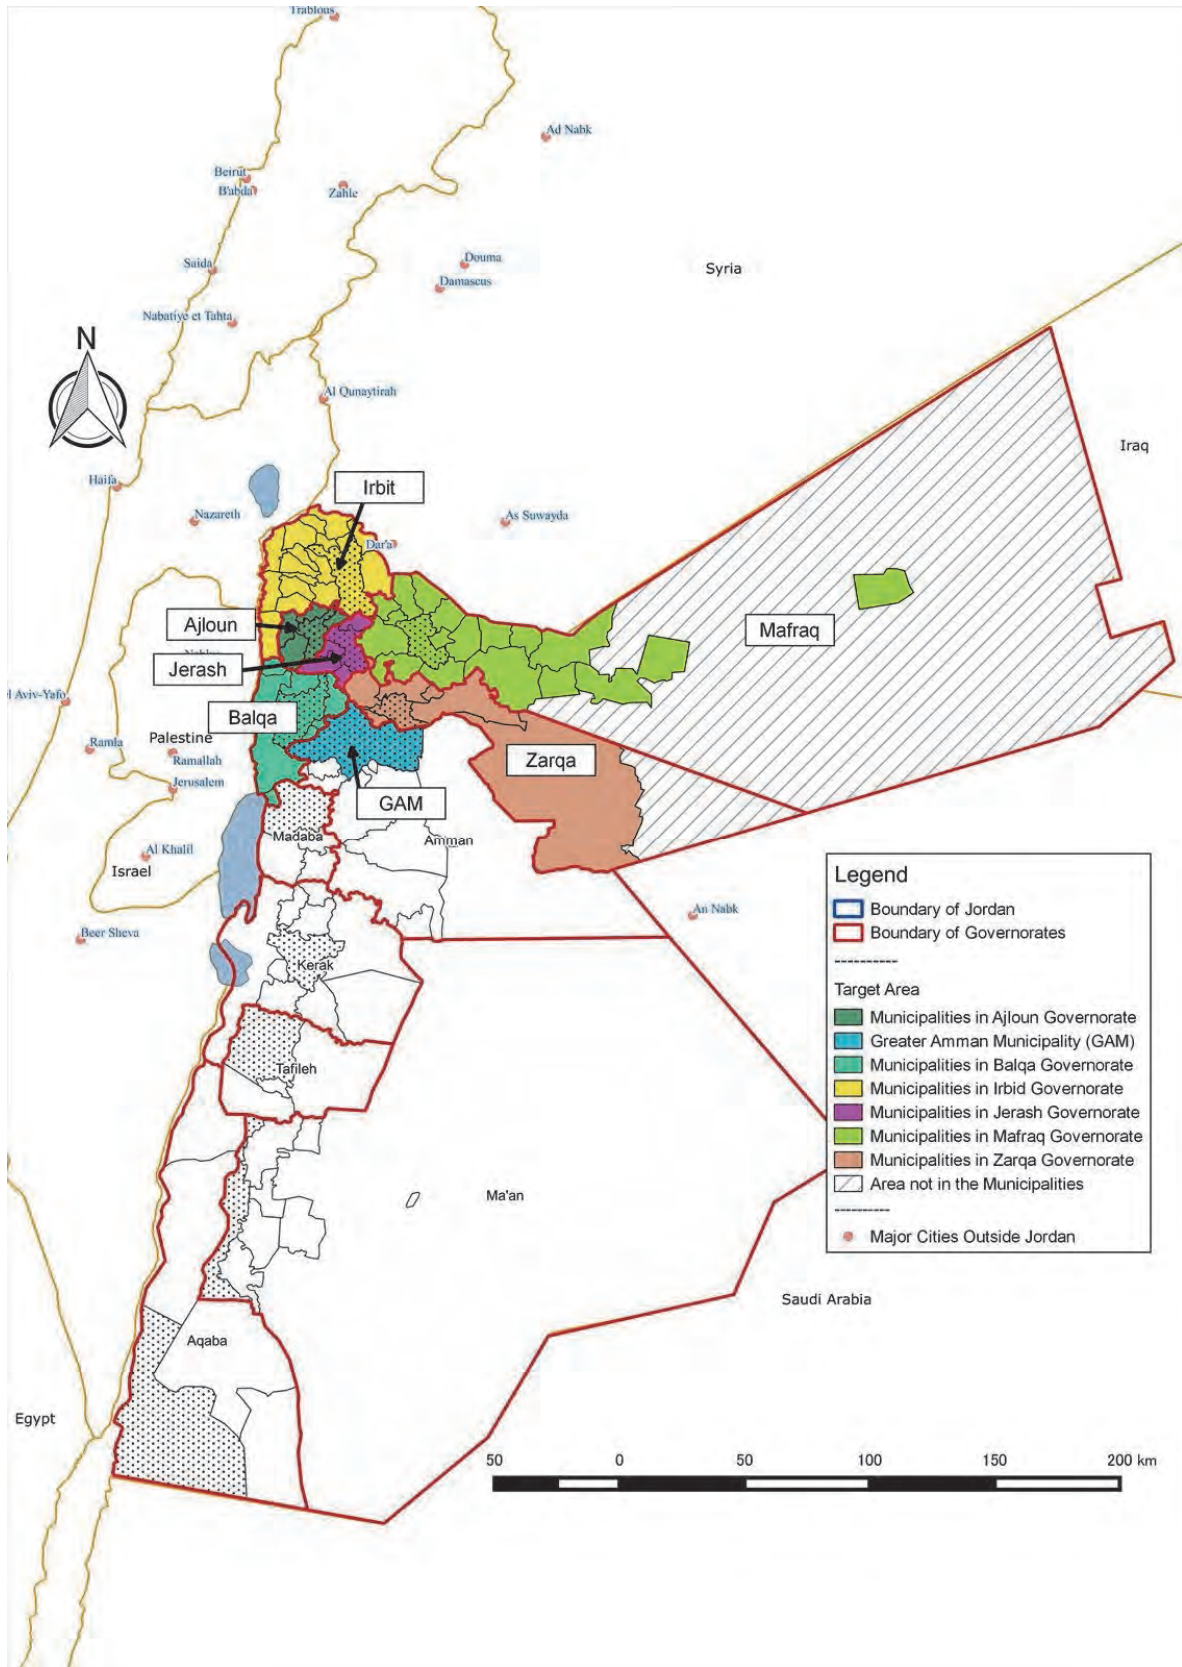 Trablous
Ad Nabk
Beirut
B'abda
Zahle
Saida
Douma
Damascus
Syria
Nabatiye et Tahta
N
Al Qunaytirah
Iraq
Haifa
Irbit
Nazareth
As Suwayda
Dar'a
Ajloun
Mafraq
Jerash
l Aviv-Yafo
Balqa
Ramla
Palestine
Ramallah
Zarqa
Jerusalem
GAM
Madaba
Amman
Al Khalil
Israel
An Nabk
Beer Sheva
Kerak
Tafileh
Ma'an
Saudi Arabia
Aqaba
Egypt
Legend
Boundary of Jordan
Boundary of Governorates
----------
Target Area
Municipalities in Ajloun Governorate
Greater Amman Municipality (GAM)
Municipalities in Balqa Governorate
Municipalities in Irbid Governorate
Municipalities in Jerash Governorate
Municipalities in Mafraq Governorate
Municipalities in Zarqa Governorate
Area not in the Municipalities
---------
Major Cities Outside Jordan
50 0 50 100 150 200 km